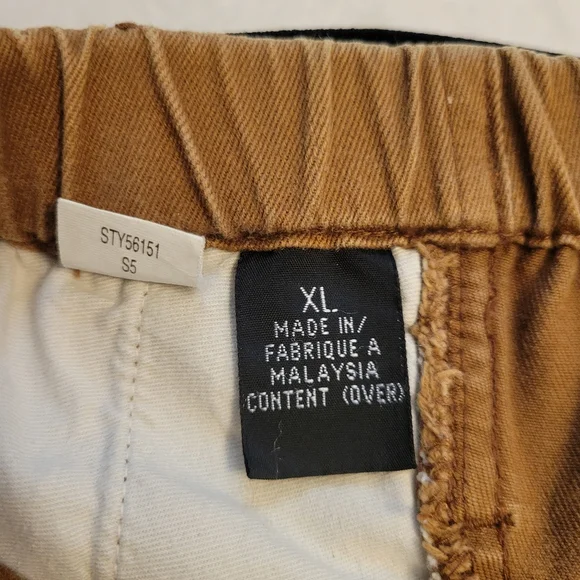 STY56151
S5
XL
MADE IN/
FABRIQUE A
MALAYSIA
CONTENT (OVER)